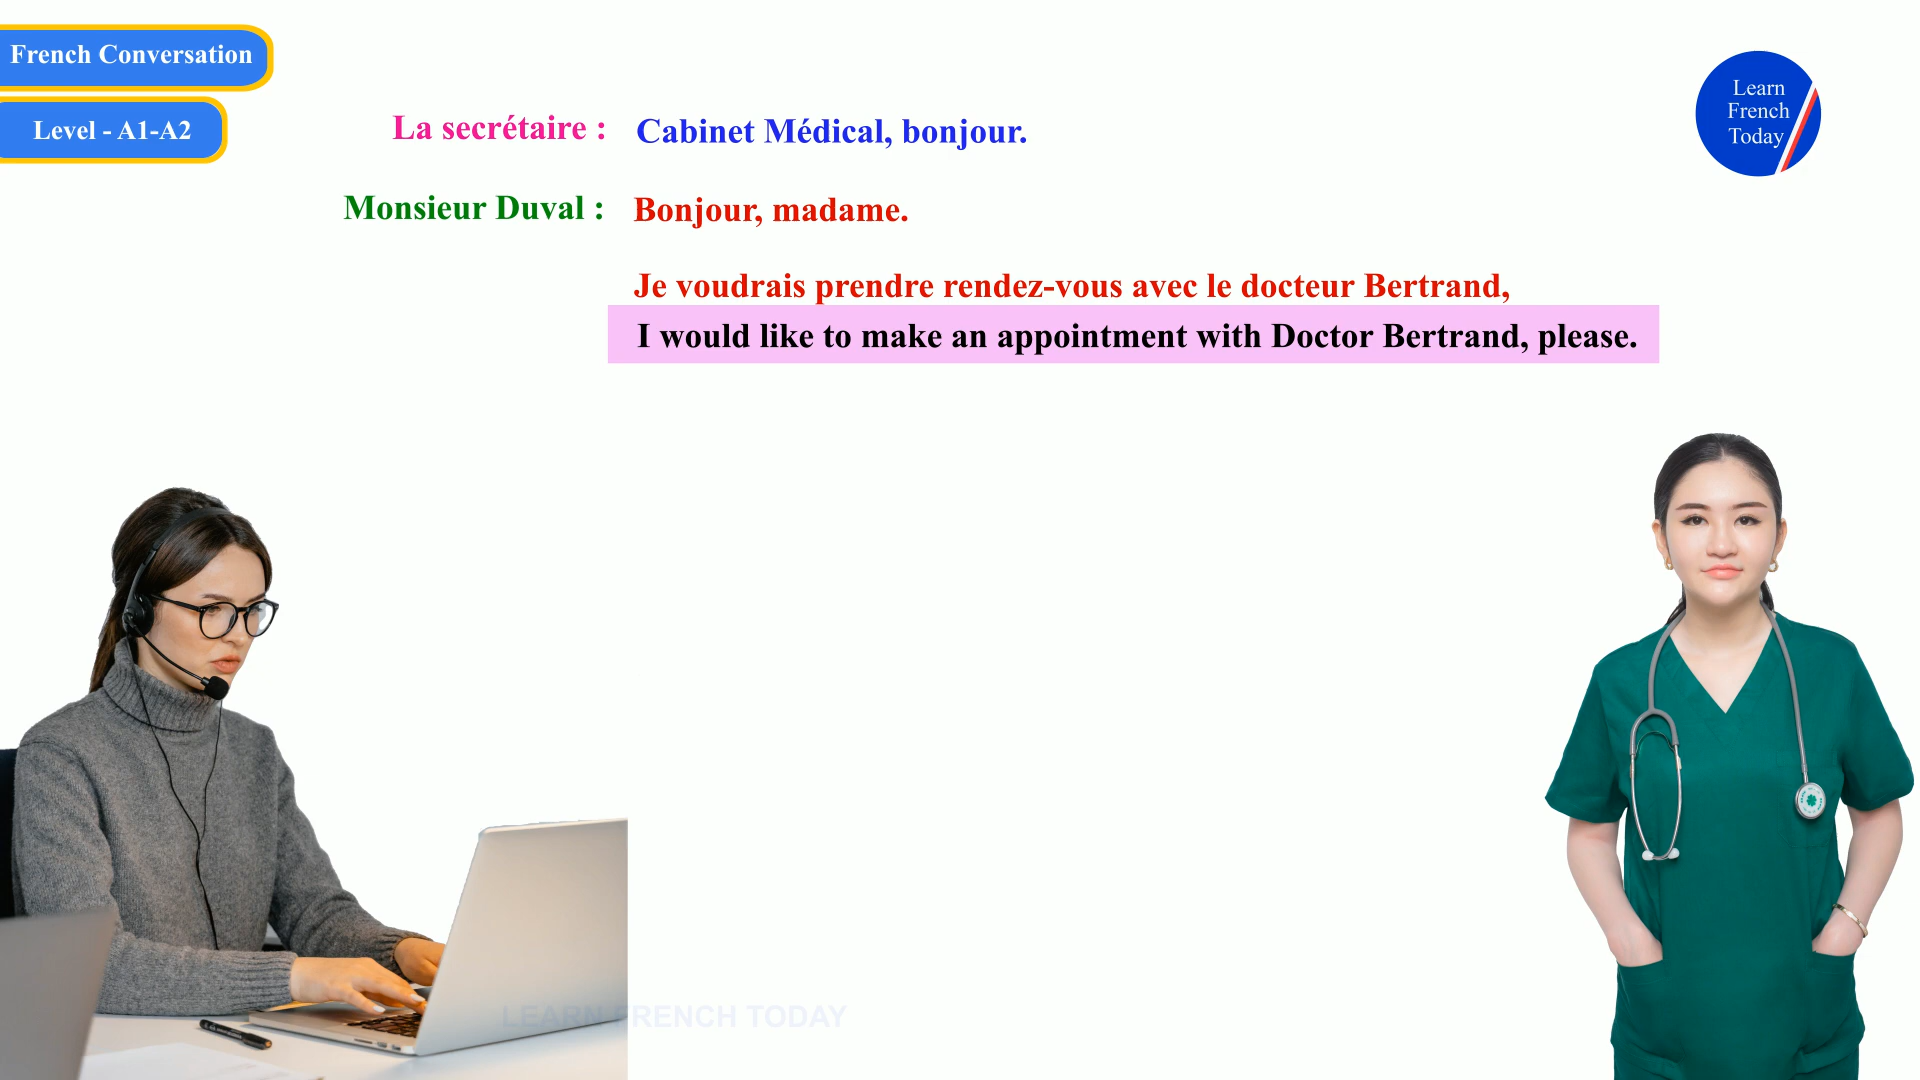 French Conversation
Level - A1-A2
La secrétaire : Cabinet Médical, bonjour.
Monsieur Duval : Bonjour, madame.
Je voudrais prendre rendez-vous avec le docteur Bertrand,
I would like to make an appointment with Doctor Bertrand, please.
Learn
French
Today
LEARN FRENCH TODAY